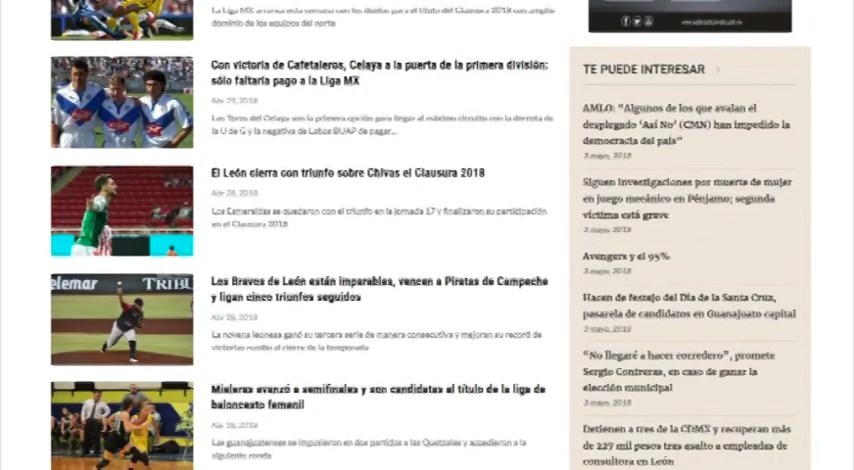 La Liga MX arranca esta semana con los duelos por el título del Clausura 2018 con amplio
dominio de los equipos del norte
Con victoria de Cafetaleros, Celaya a la puerta de la primera división;
sólo faltaría pago a la Liga MX
Abr 29, 2018
Los Toros del Celaya son la primera opción para llegar al máximo circuito con la derrota de
la U de G y la negativa de Lobos BUAP de pagar...
El León cierra con triunfo sobre Chivas el Clausura 2018
Abr 28, 2018
Los Esmeraldas se quedaron con el triunfo en la jornada 17 y finalizaron su participación
en el Clausura 2018
elemar
TRIBU
Los Bravos de León están imparables, vencen a Piratas de Campeche
y ligan cinco triunfos seguidos
Abr 28, 2018
La novena leonesa ganó su tercera serie de manera consecutiva y mejoran su record de
victorias rumbo al cierre de la temporada
Mieleras avanzó a semifinales y son candidatas al título de la liga de
baloncesto femenil
Abr 28, 2018
Las guanajuatenses se impusieron en dos partidos a las Quetzales y accedieron a la
siguiente ronda
TE PUEDE INTERESAR
AMLO: "Algunos de los que avalan el
desplegado 'Así No' (CMN) han impedido la
democracia del país"
3 mayo, 2018
Siguen investigaciones por muerte de mujer
en juego mecánico en Pénjamo; segunda
víctima está grave
3 mayo, 2018
Avengers y el 95%
3 mayo, 2018
Hacen de festejo del Día de la Santa Cruz,
pasarela de candidatos en Guanajuato capital
3 mayo, 2018
"No llegaré a hacer corredero", promete
Sergio Contreras, en caso de ganar la
elección municipal
3 mayo, 2018
Detienen a tres de la CDMX y recuperan más
de 227 mil pesos tras asalto a empleadas de
consultora en León